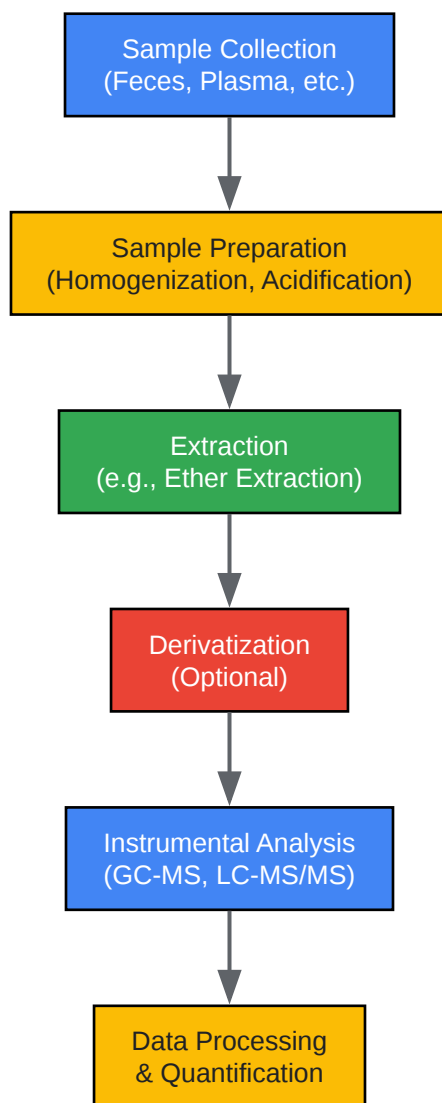 Sample Collection
(Feces, Plasma, etc.)
Sample Preparation
(Homogenization, Acidification)
Extraction
(e.g., Ether Extraction)
Derivatization
(Optional)
Instrumental Analysis
(GC-MS, LC-MS/MS)
Data Processing
& Quantification